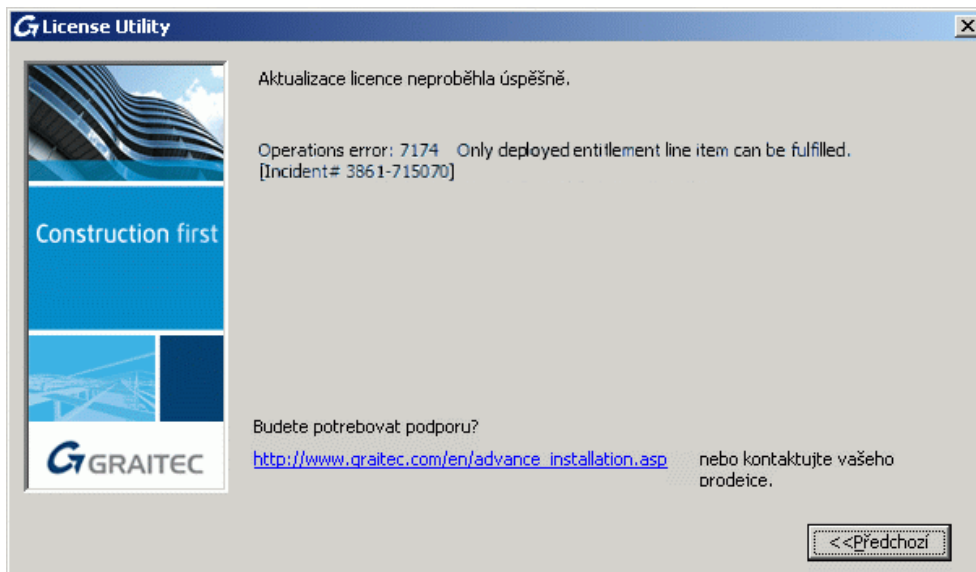 License Utility
Aktualizace licence neproběhla úspěšně.
Operations error: 7174 Only deployed entitlement line item can be fulfilled.
[Incident# 3861-715070]
Construction first
GRAITEC
Budete potrebovat podporu?
http://www.graitec.com/en/advance_installation.asp nebo kontaktujte vašeho
prodejce.
<<Předchozí